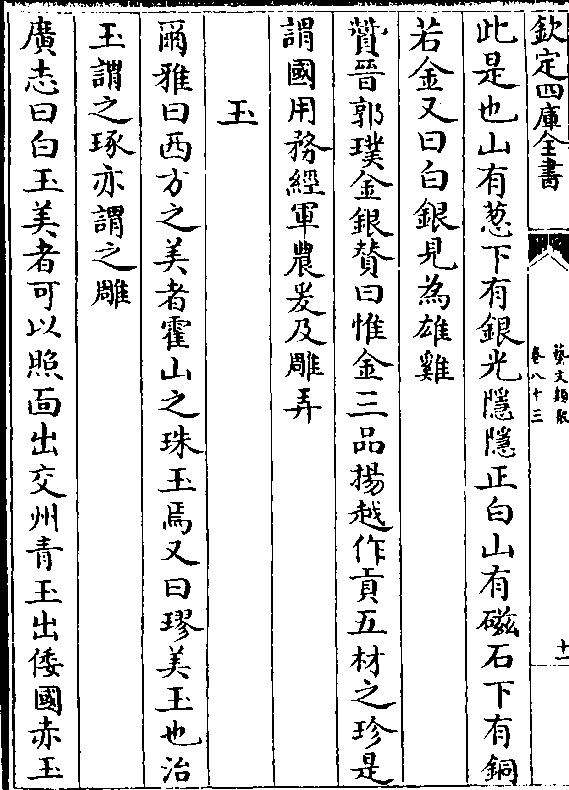 欽定四庫全書
藝文類聚
卷八十三
十一
此是也山有葱下有銀光隱隱正白山有磁石下有銅
若金又曰白銀見為雄雞
贊晉郭璞金銀贊曰惟金三品揚越作貢五材之珍是
謂國用務經軍農爰及雕弄
玉
爾雅曰西方之美者霍山之珠玉焉又曰璆美玉也治
玉謂之琢亦謂之雕
廣志曰白玉美者可以照面出交州青玉出倭國赤玉